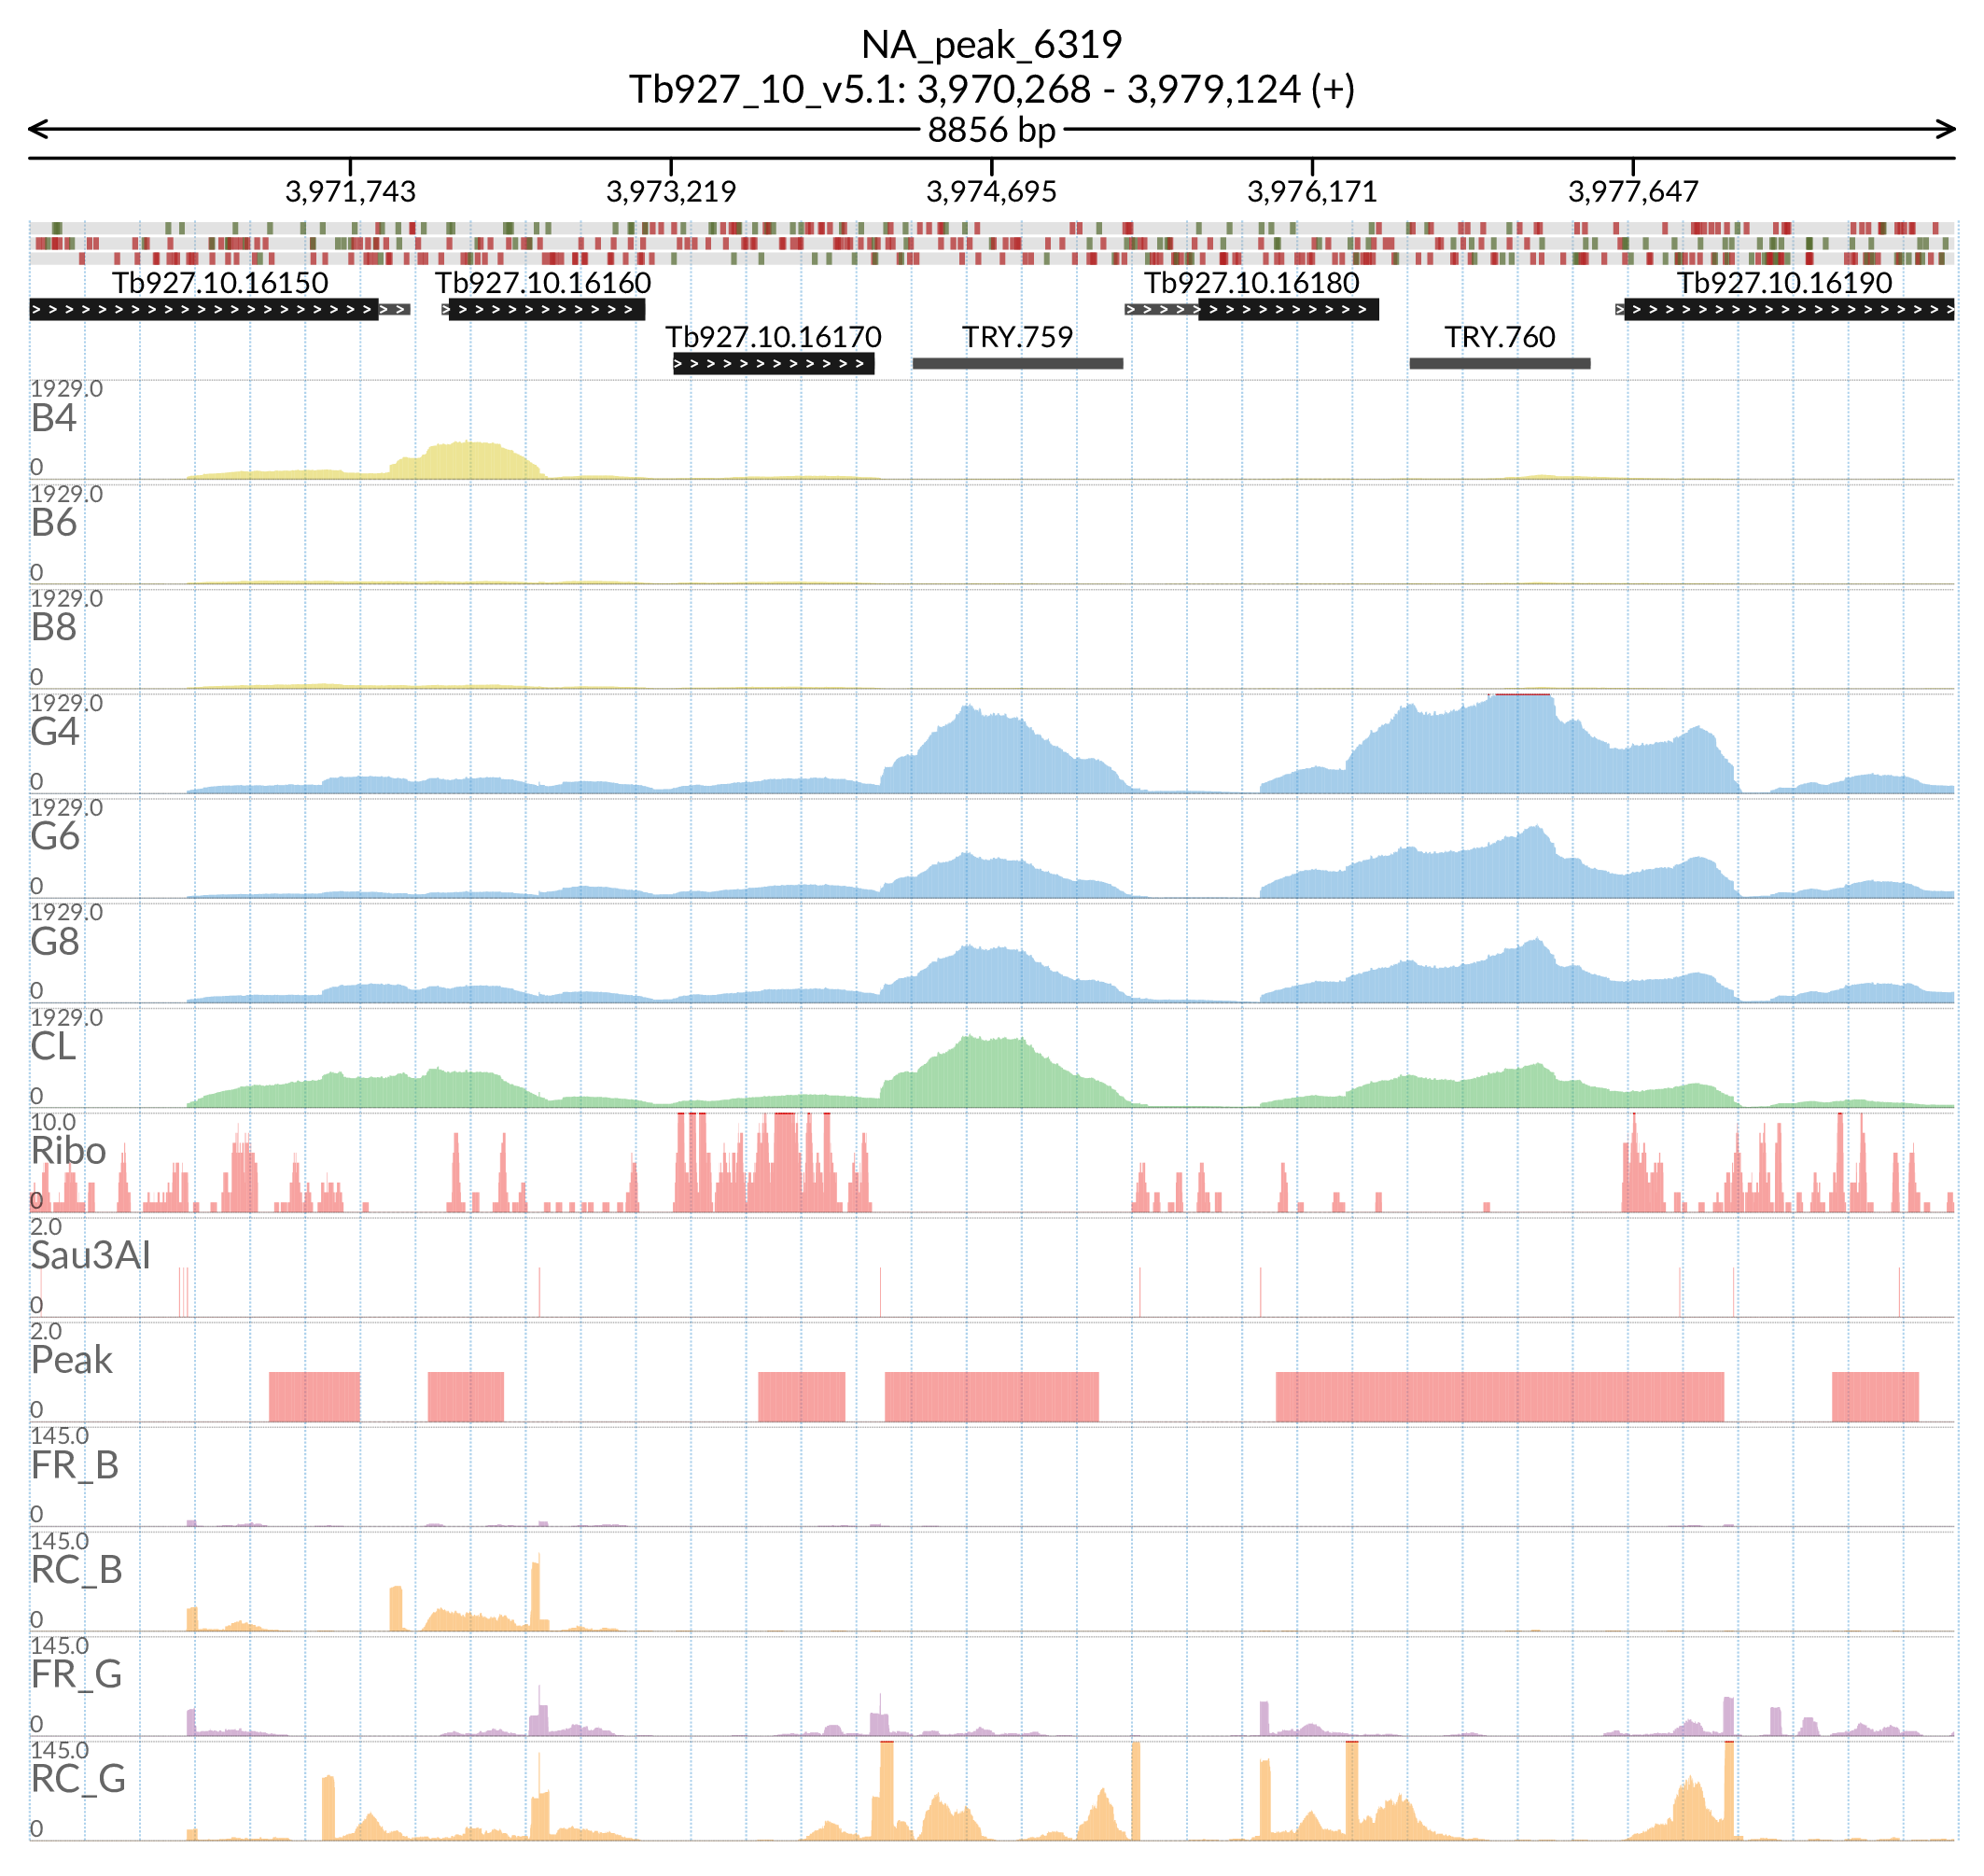 NA_peak_6319
Tb927_10_v5.1: 3,970,268 - 3,979,124 (+)
8856 bp
3,971,743 3,973,219 3,974,695 3,976,171 3,977,647
Tb927.10.16150 Tb927.10.16160 Tb927.10.16180 Tb927.10.16190
Tb927.10.16170 TRY.759 TRY.760
1929.0
B4
0
1929.0
B6
0
1929.0
B8
0
1929.0
G4
0
1929.0
G6
0
1929.0
G8
0
1929.0
CL
0
10.0
Ribo
0
2.0
Sau3AI
0
2.0
Peak
0
145.0
FR_B
0
145.0
RC_B
0
145.0
FR_G
0
145.0
RC_G
0